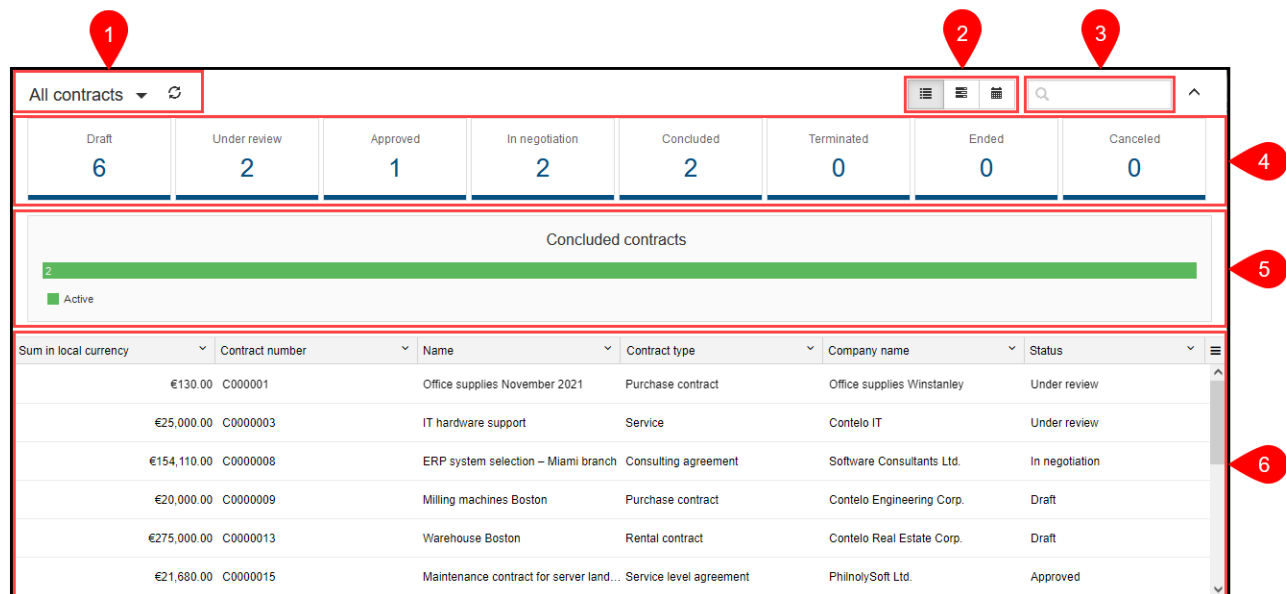 1 2 3
All contracts
Draft Under review Approved In negotiation Concluded Terminated Ended Canceled
6 2 1 2 2 0 0 0 4
Concluded contracts
2 5
Active
Sum in local currency Contract number Name Contract type Company name Status
€130.00 C000001 Office supplies November 2021 Purchase contract Office supplies Winstanley Under review
€25,000.00 C0000003 IT hardware support Service Contelo IT Under review
€154,110.00 C0000008 ERP system selection – Miami branch Consulting agreement Software Consultants Ltd. In negotiation 6
€20,000.00 C0000009 Milling machines Boston Purchase contract Contelo Engineering Corp. Draft
€275,000.00 C0000013 Warehouse Boston Rental contract Contelo Real Estate Corp. Draft
€21,680.00 C0000015 Maintenance contract for server land... Service level agreement PhilnolySoft Ltd. Approved